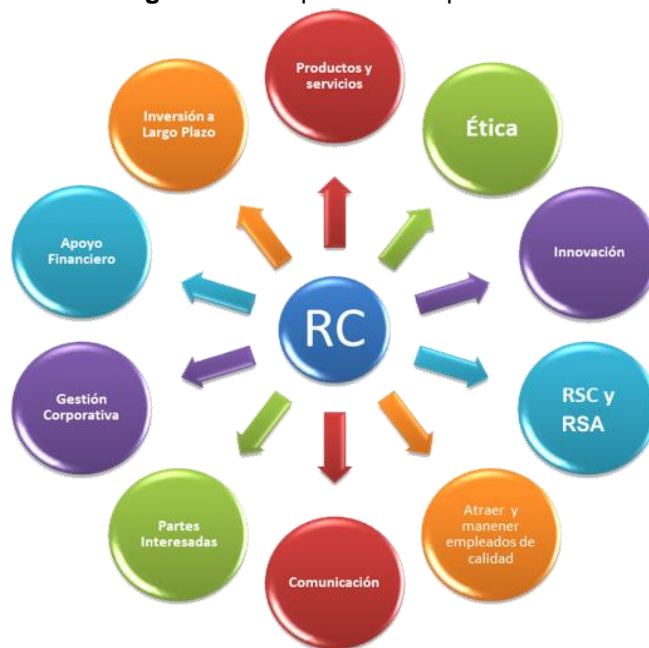 Productos y
servicios
Ética
Innovación
RSC y
RSA
Atraer y
manener
empleados de
calidad
Comunicación
Partes
Interesadas
Gestión
Corporativa
Apoyo
Financiero
Inversión a
Largo Plazo
RC